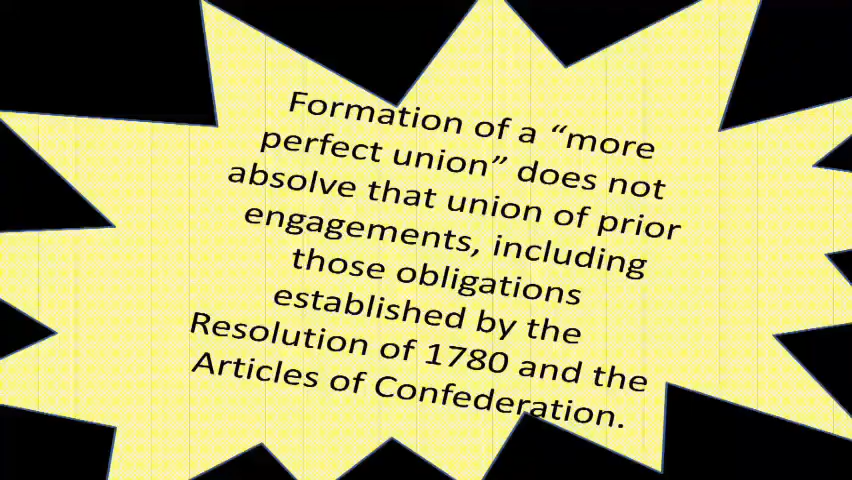 Formation of a “more
perfect union” does not
absolve that union of prior
engagements, including
those obligations
established by the
Resolution of 1780 and the
Articles of Confederation.